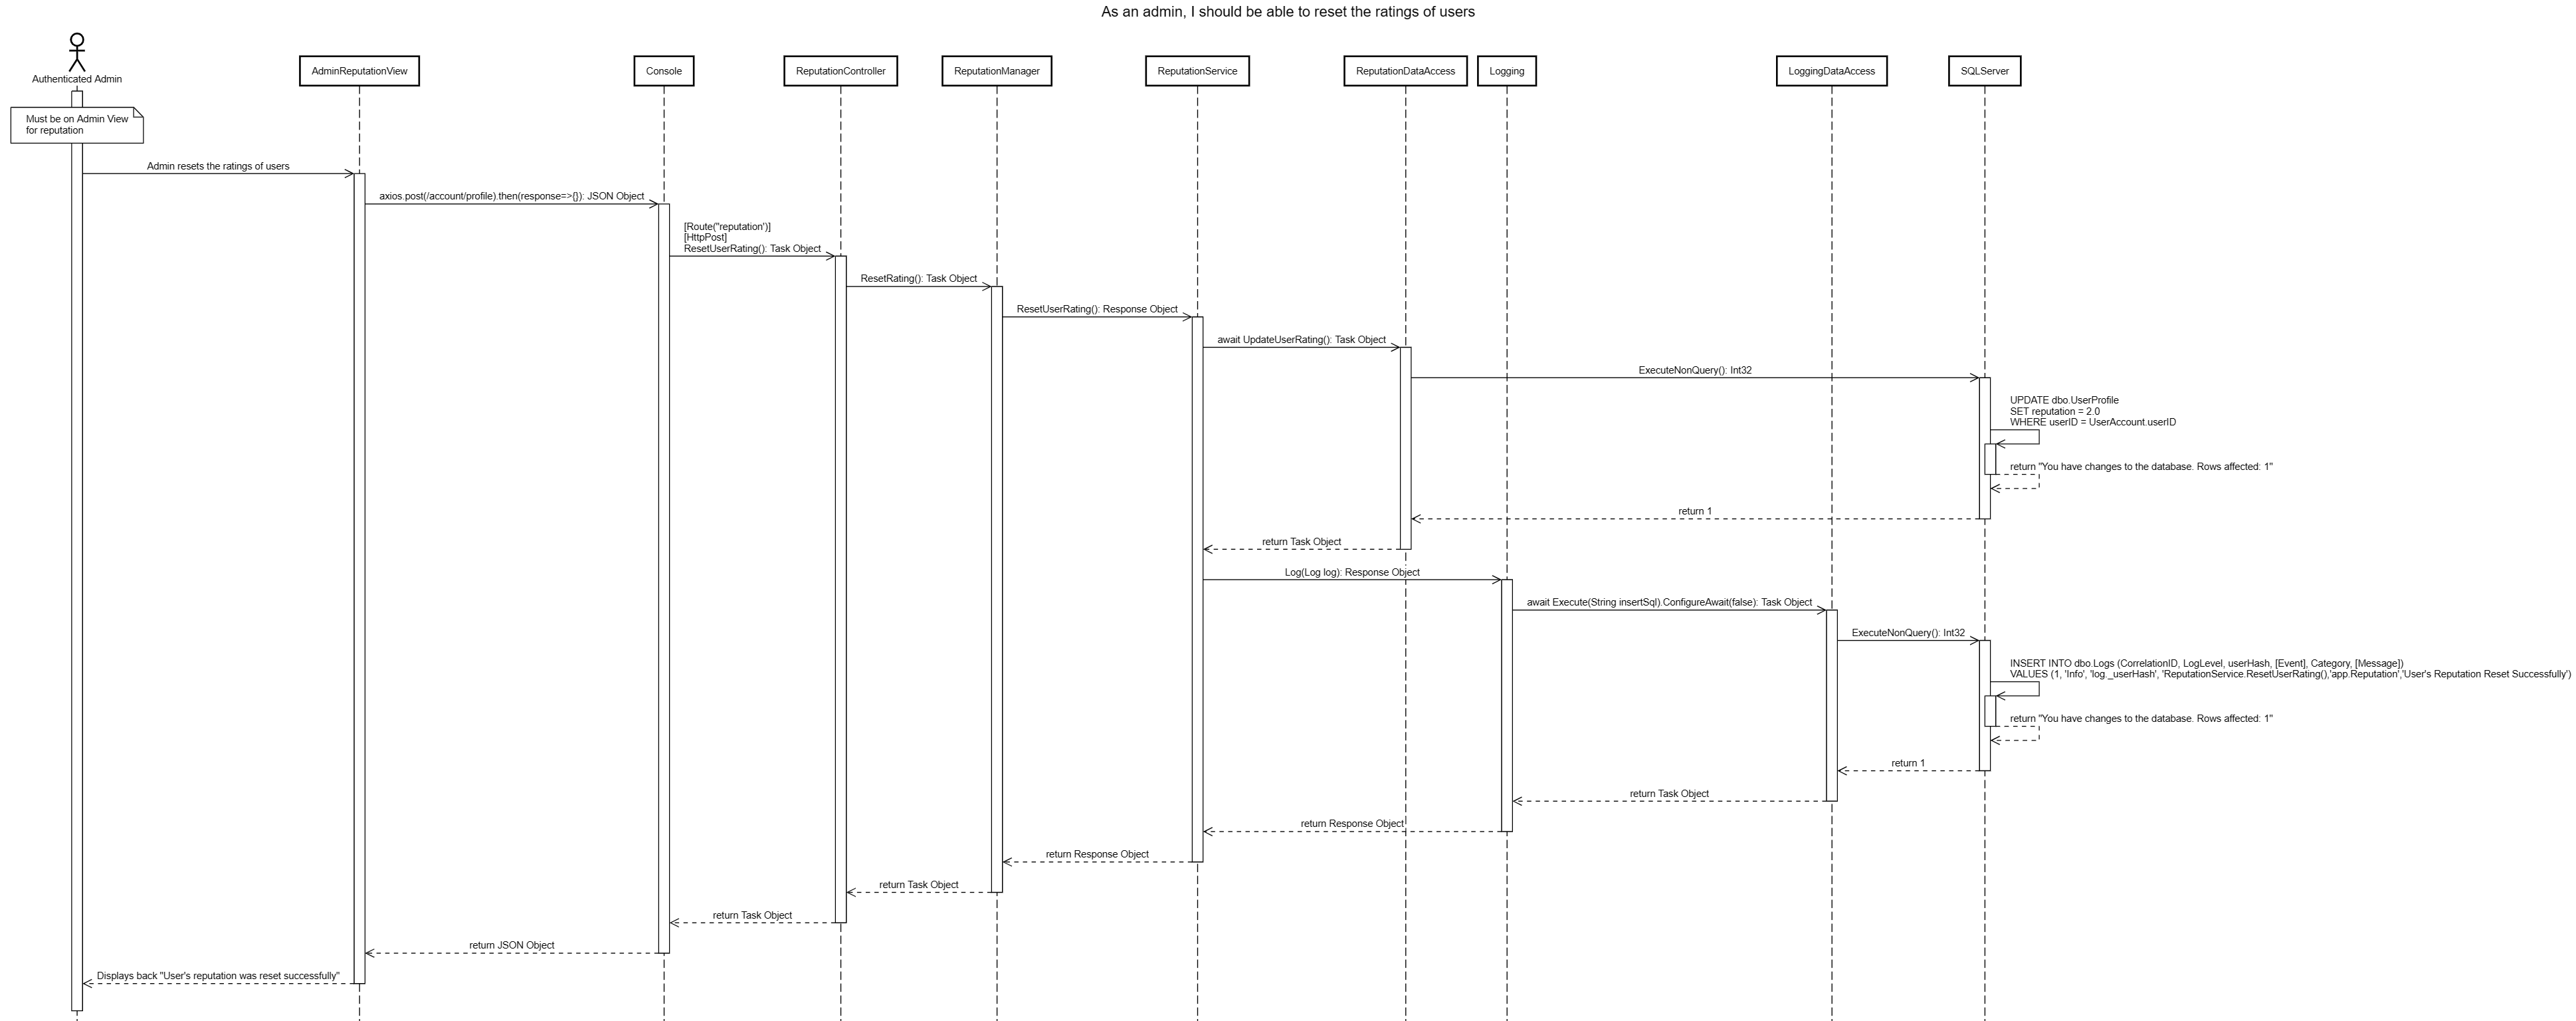 As an admin, I should be able to reset the ratings of users
Authenticated Admin
AdminReputationView
Console
ReputationController
ReputationManager
ReputationService
ReputationDataAccess
Logging
LoggingDataAccess
SQLServer
Must be on Admin View
for reputation
Admin resets the ratings of users
axios.post(/account/profile).then(response=>{}): JSON Object
[Route("reputation')]
[HttpPost]
ResetUserRating(): Task Object
ResetRating(): Task Object
ResetUserRating(): Response Object
await UpdateUserRating(): Task Object
ExecuteNonQuery(): Int32
UPDATE dbo.UserProfile
SET reputation = 2.0
WHERE userID = UserAccount.userID
return "You have changes to the database. Rows affected: 1"
return 1
return Task Object
Log(Log log): Response Object
await Execute(String insertSql).ConfigureAwait(false): Task Object
ExecuteNonQuery(): Int32
INSERT INTO dbo.Logs (CorrelationID, LogLevel, userHash, [Event], Category, [Message])
VALUES (1, 'Info', 'log._userHash', 'ReputationService.ResetUserRating(),'app.Reputation','User's Reputation Reset Successfully')
return "You have changes to the database. Rows affected: 1"
return 1
return Task Object
return Response Object
return Response Object
return Task Object
return Task Object
return JSON Object
Displays back "User's reputation was reset successfully"